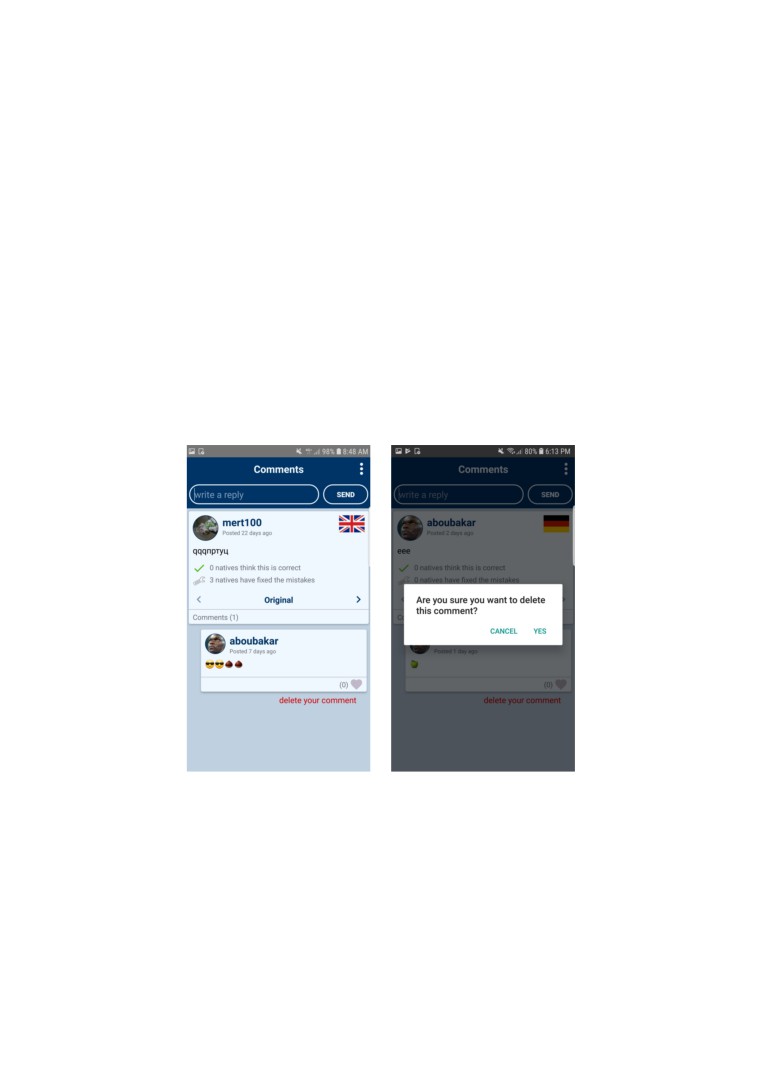 98% 8:48 AM
Comments
write a reply
SEND
mert100
Posted 22 days ago
qqqnpтуц
0 natives think this is correct
3 natives have fixed the mistakes
Original
Comments (1)
aboubakar
Posted 7 days ago
(0)
delete your comment
80% 6:13 PM
Comments
write a reply
SEND
aboubakar
Posted 2 days ago
eee
0 natives think this is correct
0 natives have fixed the mistakes
Are you sure you want to delete
this comment?
CANCEL YES
Posted 1 day ago
(0)
delete your comment